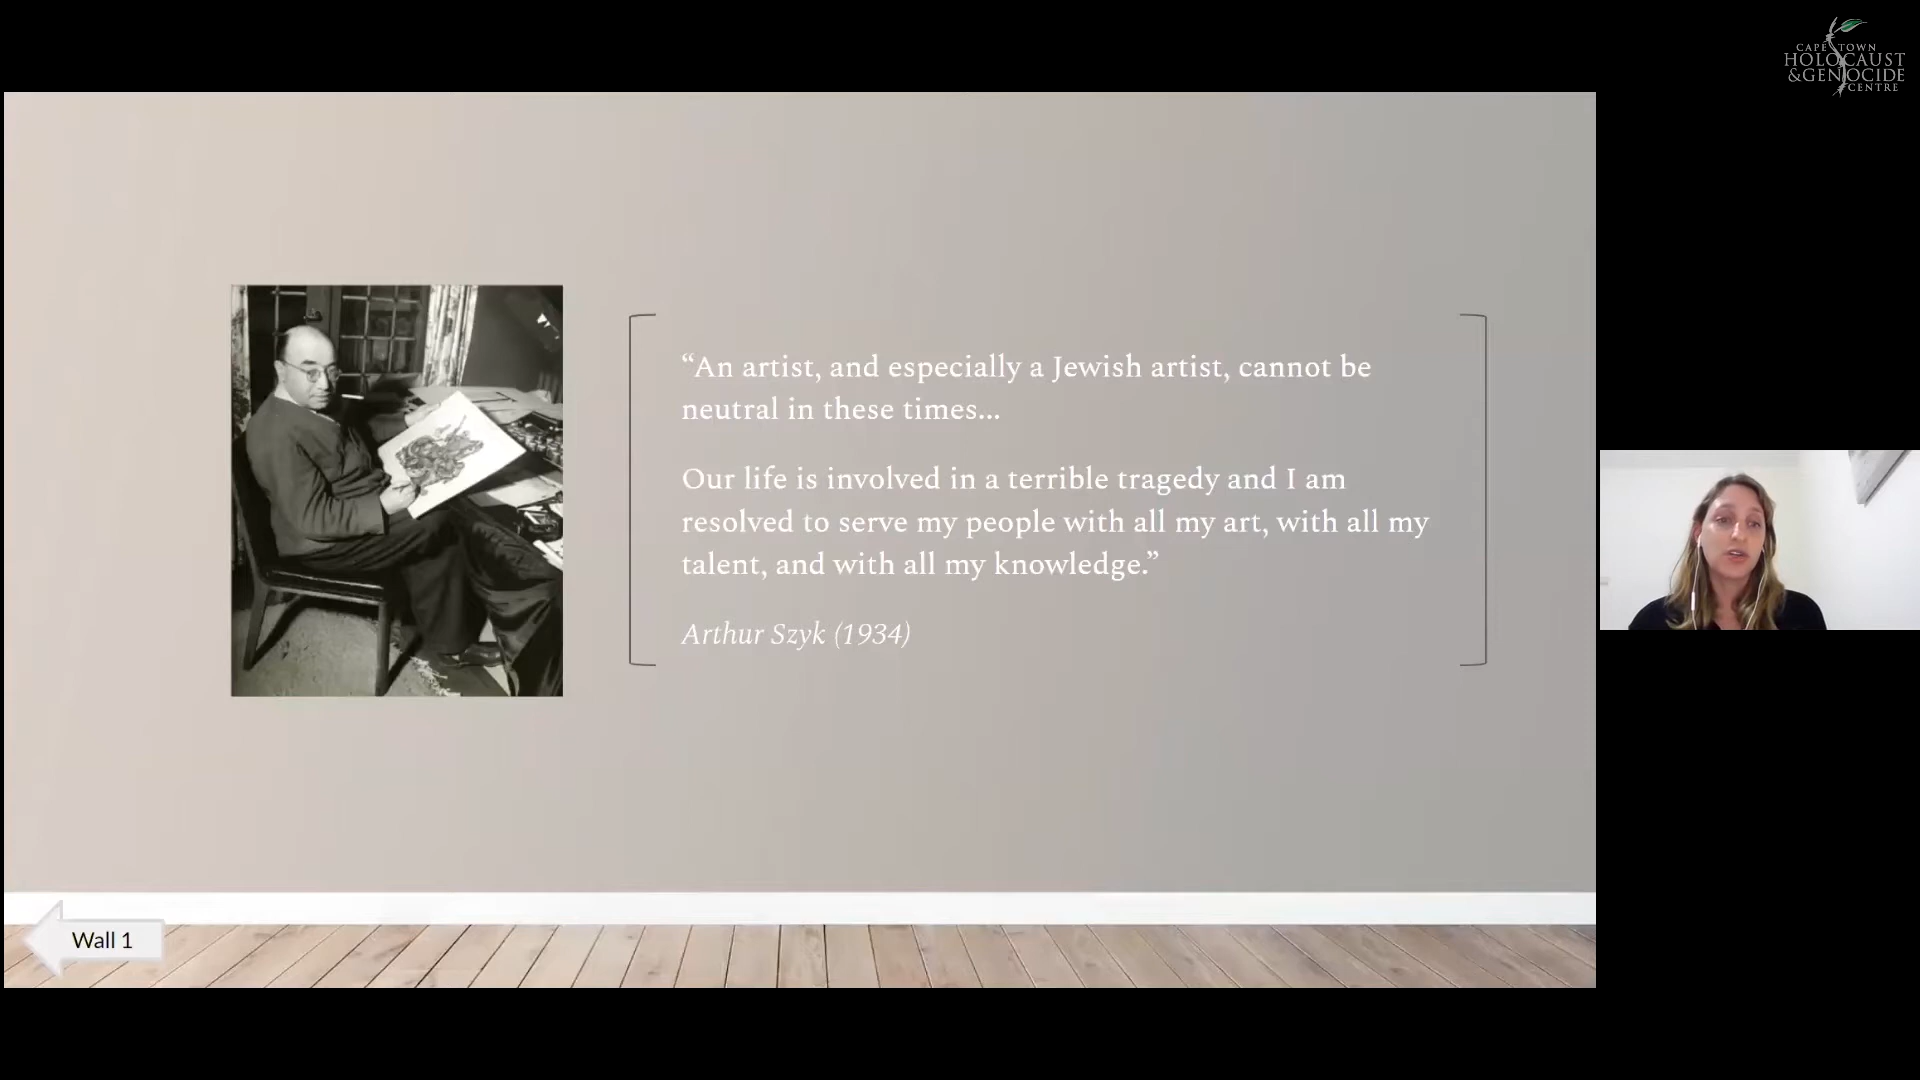 CAPE TOWN
HOLOCAUST
& GENOCIDE
CENTRE
“An artist, and especially a Jewish artist, cannot be
neutral in these times...
Our life is involved in a terrible tragedy and I am
resolved to serve my people with all my art, with all my
talent, and with all my knowledge.”
Arthur Szyk (1934)
Wall 1